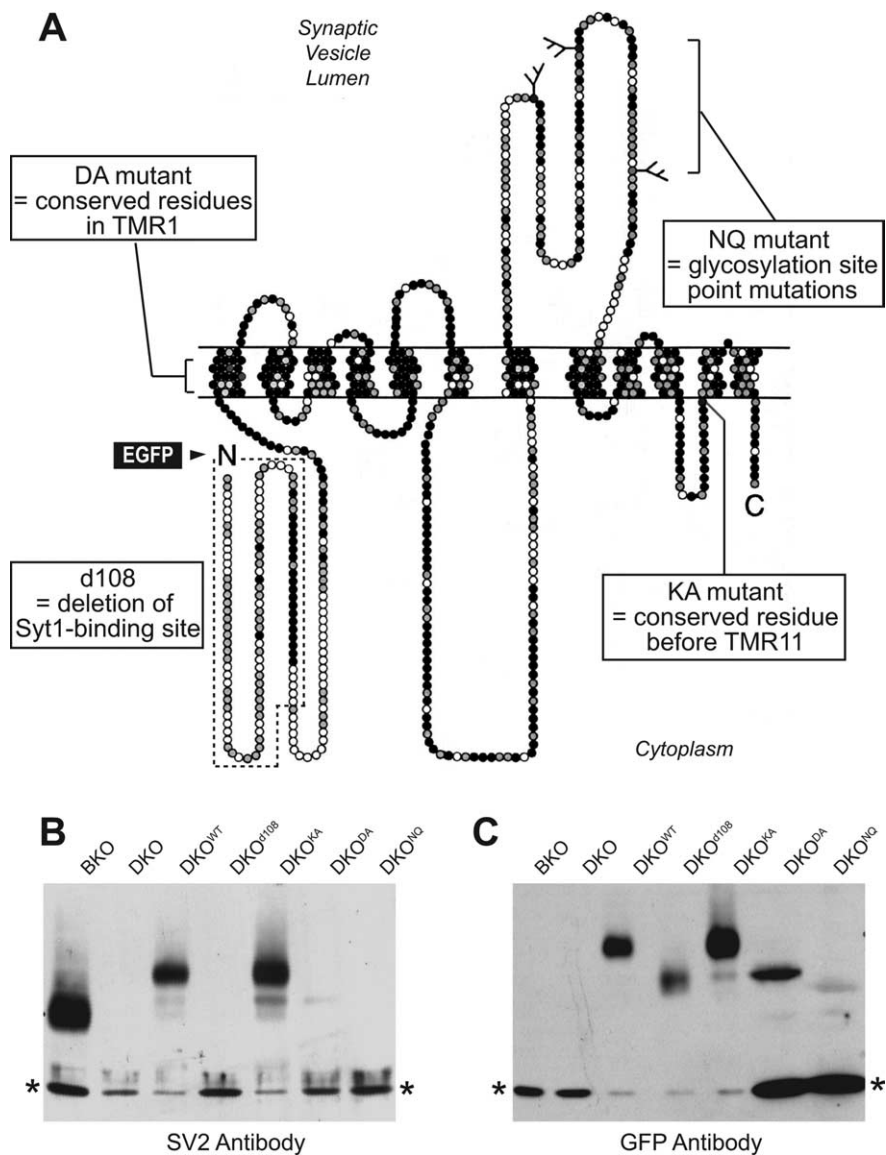 A
Synaptic
Vesicle
Lumen
DA mutant
= conserved residues
in TMR1
NQ mutant
= glycosylation site
point mutations
EGFP
N
C
d108
= deletion of
Syt1-binding site
KA mutant
= conserved residue
before TMR11
Cytoplasm
B
BKO DKO DKO^WT DKO^d108 DKO^KA DKO^DA DKO^NQ
* *
SV2 Antibody
C
BKO DKO DKO^WT DKO^d108 DKO^KA DKO^DA DKO^NQ
* *
GFP Antibody